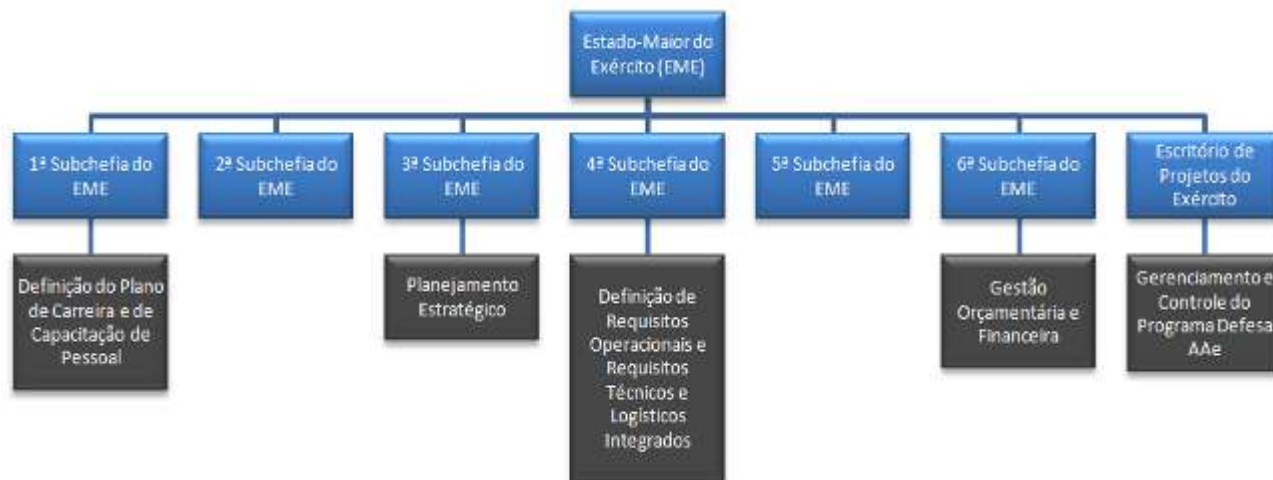 Estado-Maior do
Exército (EME)
1ª Subchefia do
EME
2ª Subchefia do
EME
3ª Subchefia do
EME
4ª Subchefia do
EME
5ª Subchefia do
EME
6ª Subchefia do
EME
Escritório de
Projetos do
Exército
Definição do Plano
de Carreira e de
Capacitação de
Pessoal
Planejamento
Estratégico
Definição de
Requisitos
Operacionais e
Requisitos
Técnicos e
Logísticos
Integrados
Gestão
Orçamentária e
Financeira
Gerenciamento e
Controle do
Programa Defesa
AAe